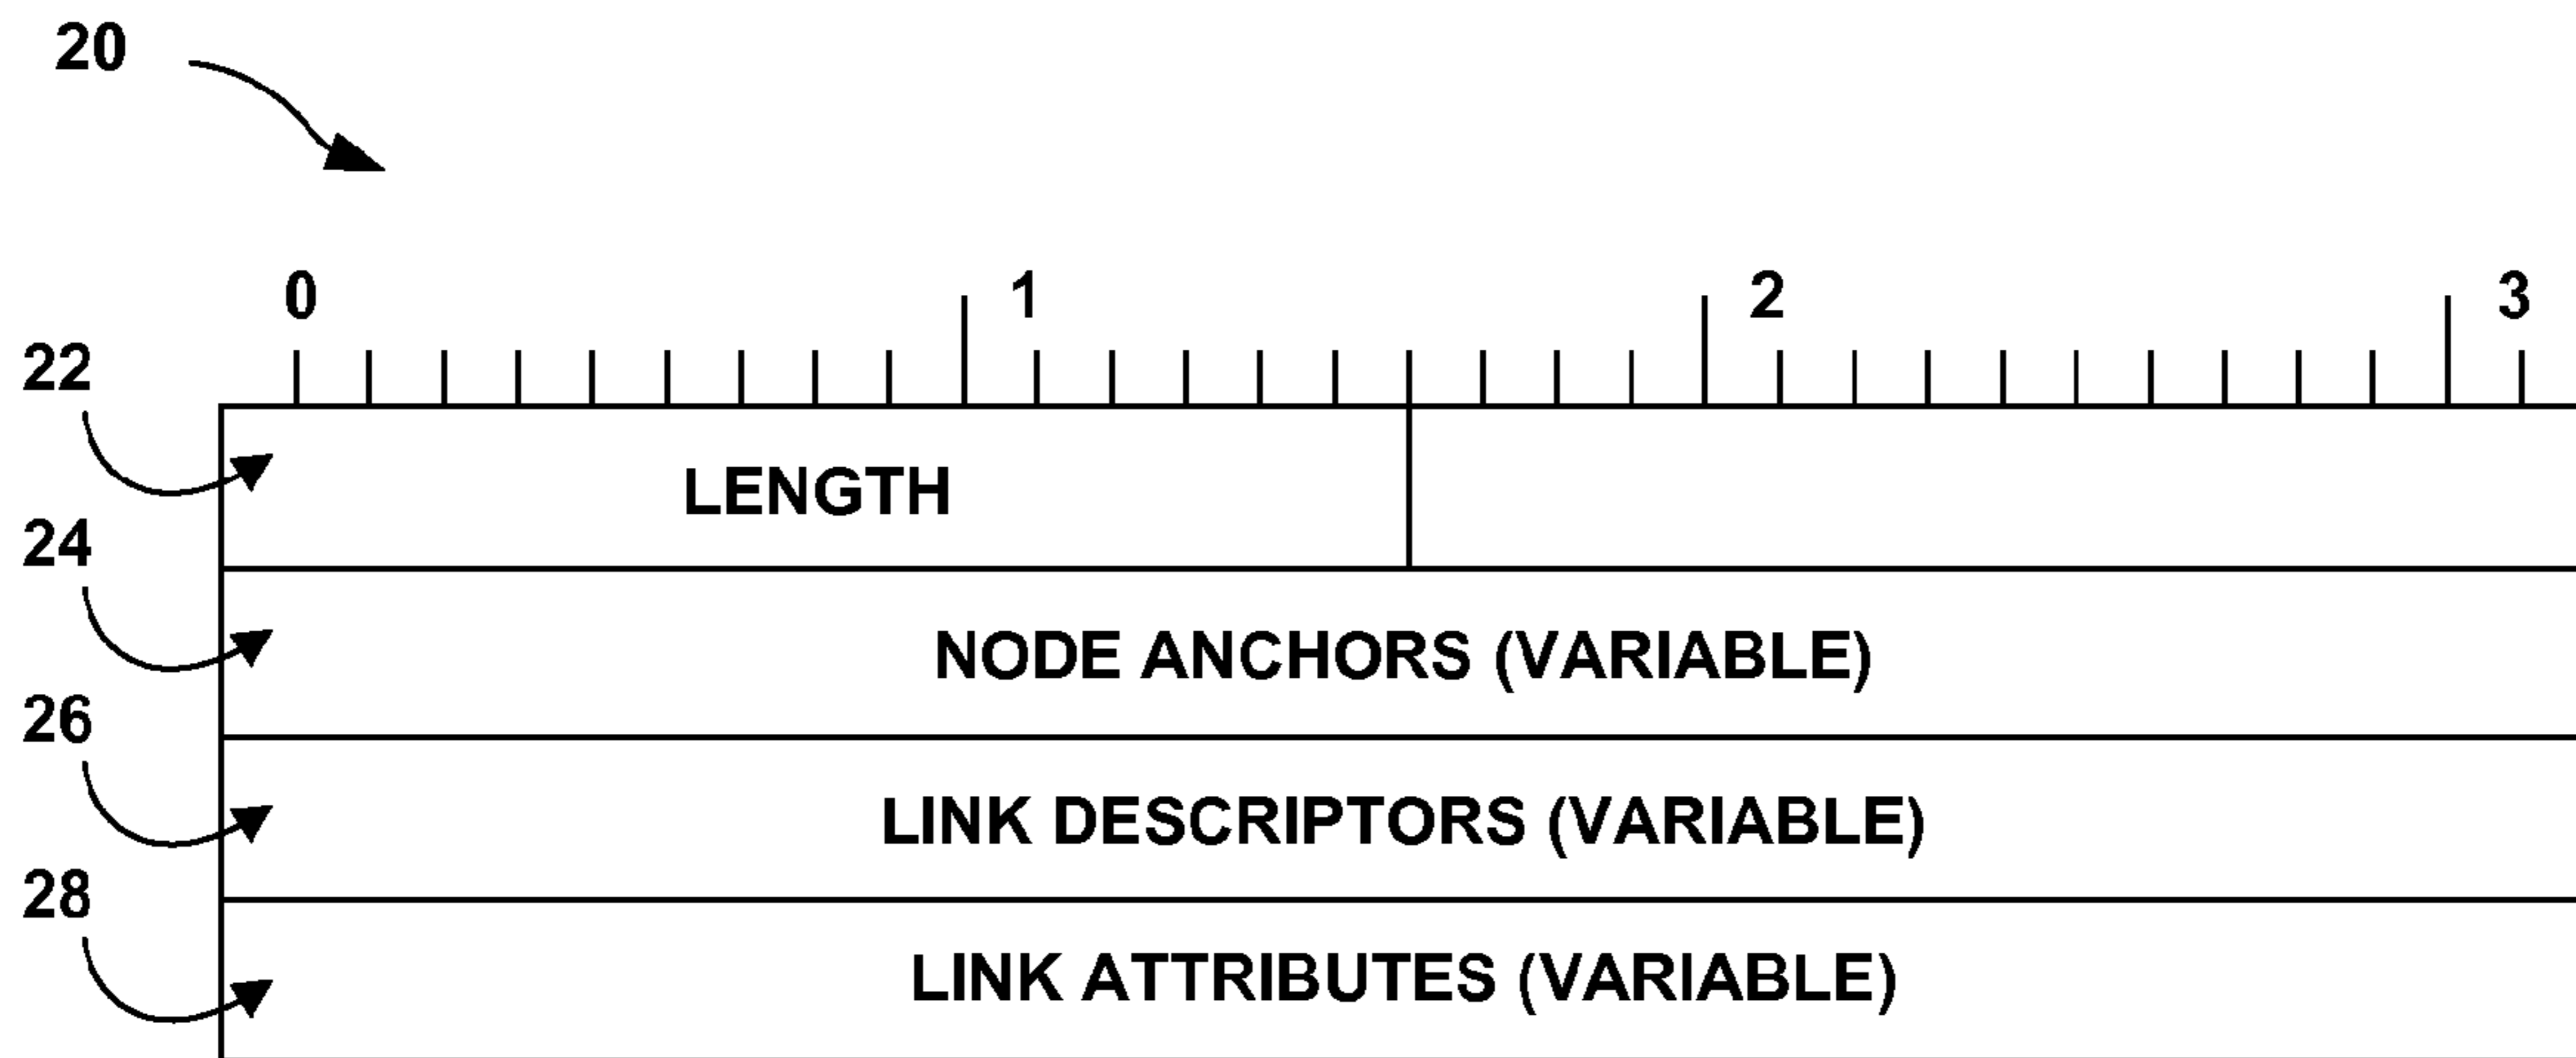 20
0 1 2 3
22
LENGTH
24
NODE ANCHORS (VARIABLE)
26
LINK DESCRIPTORS (VARIABLE)
28
LINK ATTRIBUTES (VARIABLE)